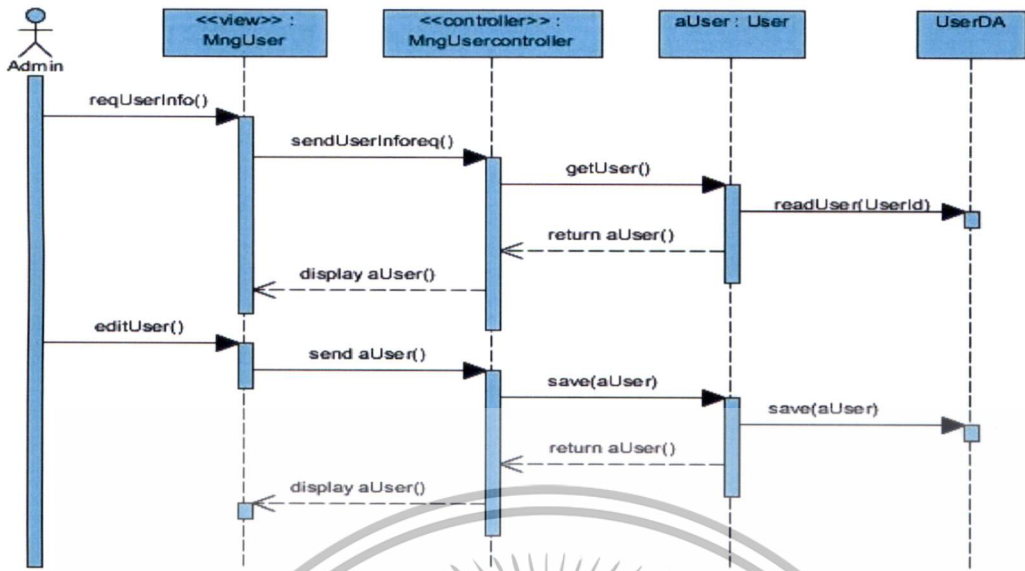 <<view>> :
MngUser
<<controller>> :
MngUsercontroller
aUser : User
UserDA
Admin
reqUserInfo()
sendUserInforeq()
getUser()
readUser(UserId)
return aUser()
display aUser()
editUser()
send aUser()
save(aUser)
save(aUser)
return aUser()
display aUser()